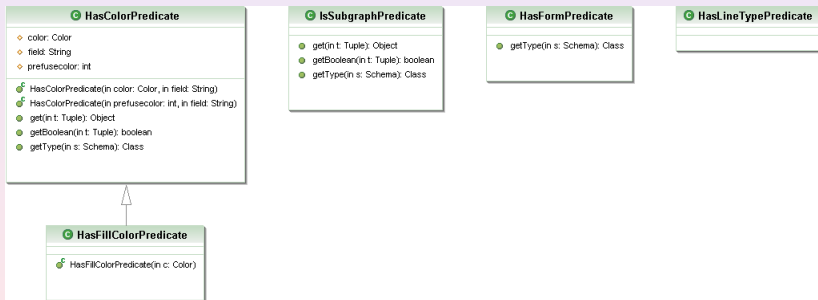 HasColorPredicate
color: Color
field: String
prefusecolor: int
HasColorPredicate(in color: Color, in field: String)
HasColorPredicate(in prefusecolor: int, in field: String)
get(in t: Tuple): Object
getBoolean(in t: Tuple): boolean
getType(in s: Schema): Class
IsSubgraphPredicate
get(in t: Tuple): Object
getBoolean(in t: Tuple): boolean
getType(in s: Schema): Class
HasFormPredicate
getType(in s: Schema): Class
HasLineTypePredicate
HasFillColorPredicate
HasFillColorPredicate(in c: Color)